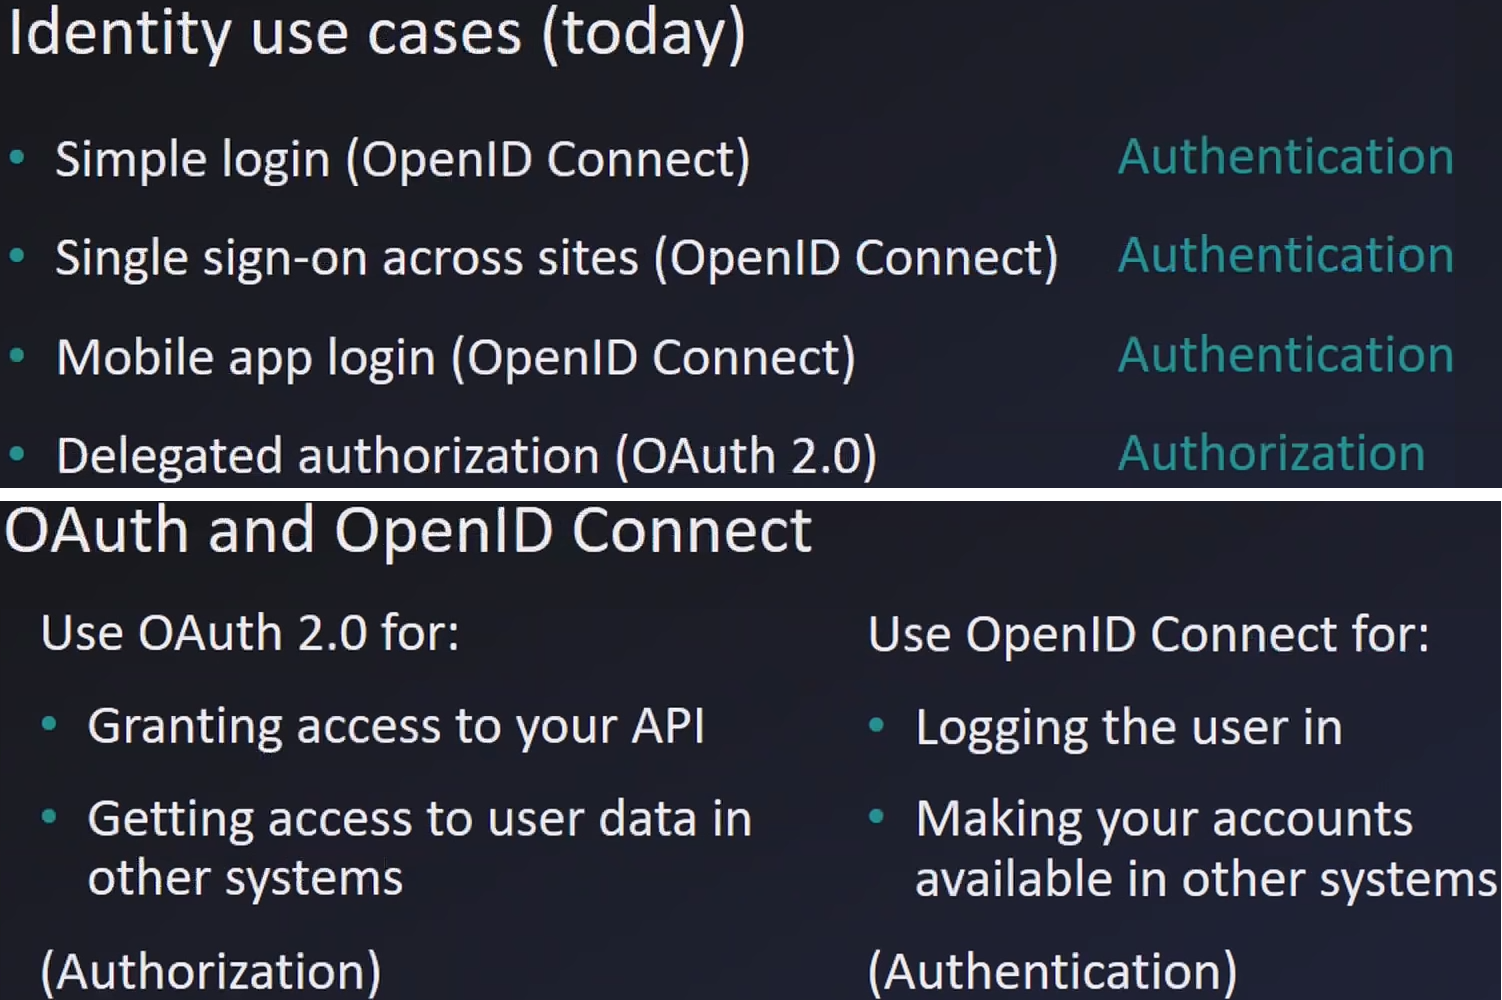 Identity use cases (today)
• Simple login (OpenID Connect) Authentication
• Single sign-on across sites (OpenID Connect) Authentication
• Mobile app login (OpenID Connect) Authentication
• Delegated authorization (OAuth 2.0) Authorization
OAuth and OpenID Connect
Use OAuth 2.0 for:
• Granting access to your API
• Getting access to user data in
other systems
(Authorization)
Use OpenID Connect for:
• Logging the user in
• Making your accounts
available in other systems
(Authentication)